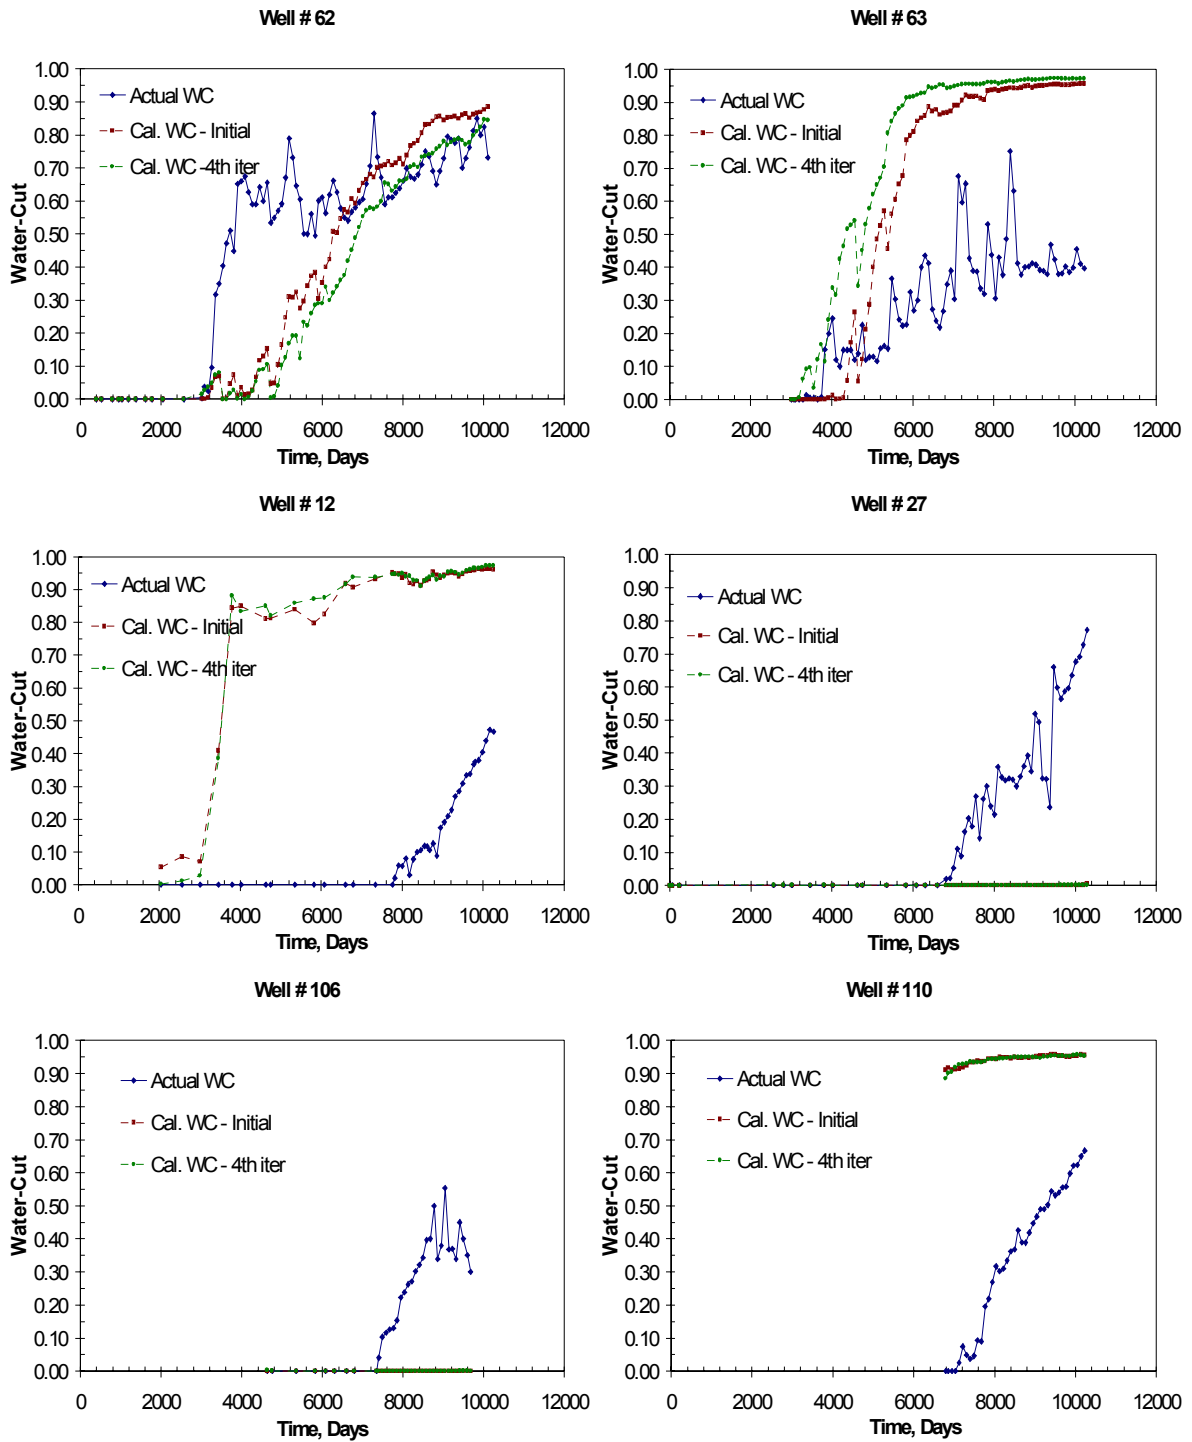 Well # 62
1.00
0.90
0.80
0.70
0.60
0.50
0.40
0.30
0.20
0.10
0.00
Water-Cut
Actual WC
Cal. WC - Initial
Cal. WC -4th iter
0 2000 4000 6000 8000 10000 12000
Time, Days
Well # 63
1.00
0.90
0.80
0.70
0.60
0.50
0.40
0.30
0.20
0.10
0.00
Water-Cut
Actual WC
Cal. WC - Initial
Cal. WC - 4th iter
0 2000 4000 6000 8000 10000 12000
Time, Days
Well # 12
1.00
0.90
0.80
0.70
0.60
0.50
0.40
0.30
0.20
0.10
0.00
Water-Cut
Actual WC
Cal. WC - Initial
Cal. WC - 4th iter
0 2000 4000 6000 8000 10000 12000
Time, Days
Well # 27
1.00
0.90
0.80
0.70
0.60
0.50
0.40
0.30
0.20
0.10
0.00
Water-Cut
Actual WC
Cal. WC - Initial
Cal. WC - 4th iter
0 2000 4000 6000 8000 10000 12000
Time, Days
Well # 106
1.00
0.90
0.80
0.70
0.60
0.50
0.40
0.30
0.20
0.10
0.00
Water-Cut
Actual WC
Cal. WC - Initial
Cal. WC - 4th iter
0 2000 4000 6000 8000 10000 12000
Time, Days
Well # 110
1.00
0.90
0.80
0.70
0.60
0.50
0.40
0.30
0.20
0.10
0.00
Water-Cut
Actual WC
Cal. WC - Initial
Cal. WC - 4th iter
0 2000 4000 6000 8000 10000 12000
Time, Days